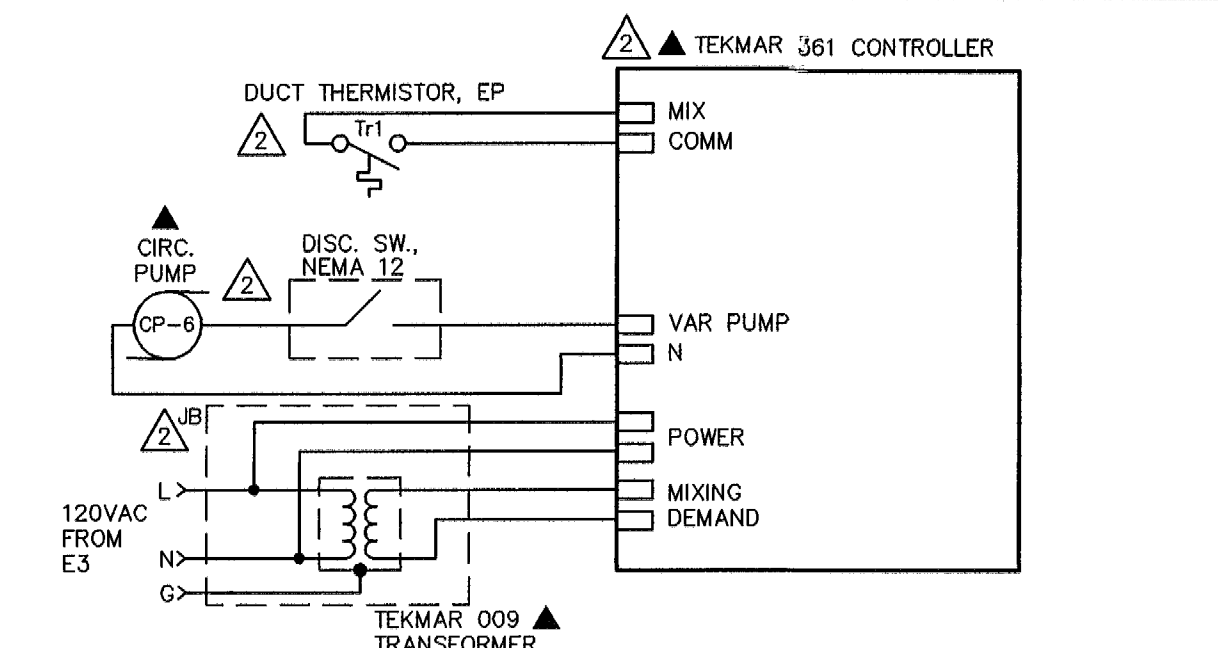 2 TEKMAR 361 CONTROLLER
DUCT THERMISTOR, EP
2
Tr1
MIX
COMM
CIRC.
PUMP
2
DISC. SW.,
NEMA 12
CP-6
VAR PUMP
N
2
JB
POWER
L
MIXING
DEMAND
120VAC
FROM
E3
N
G
TEKMAR 009
TRANSFORMER